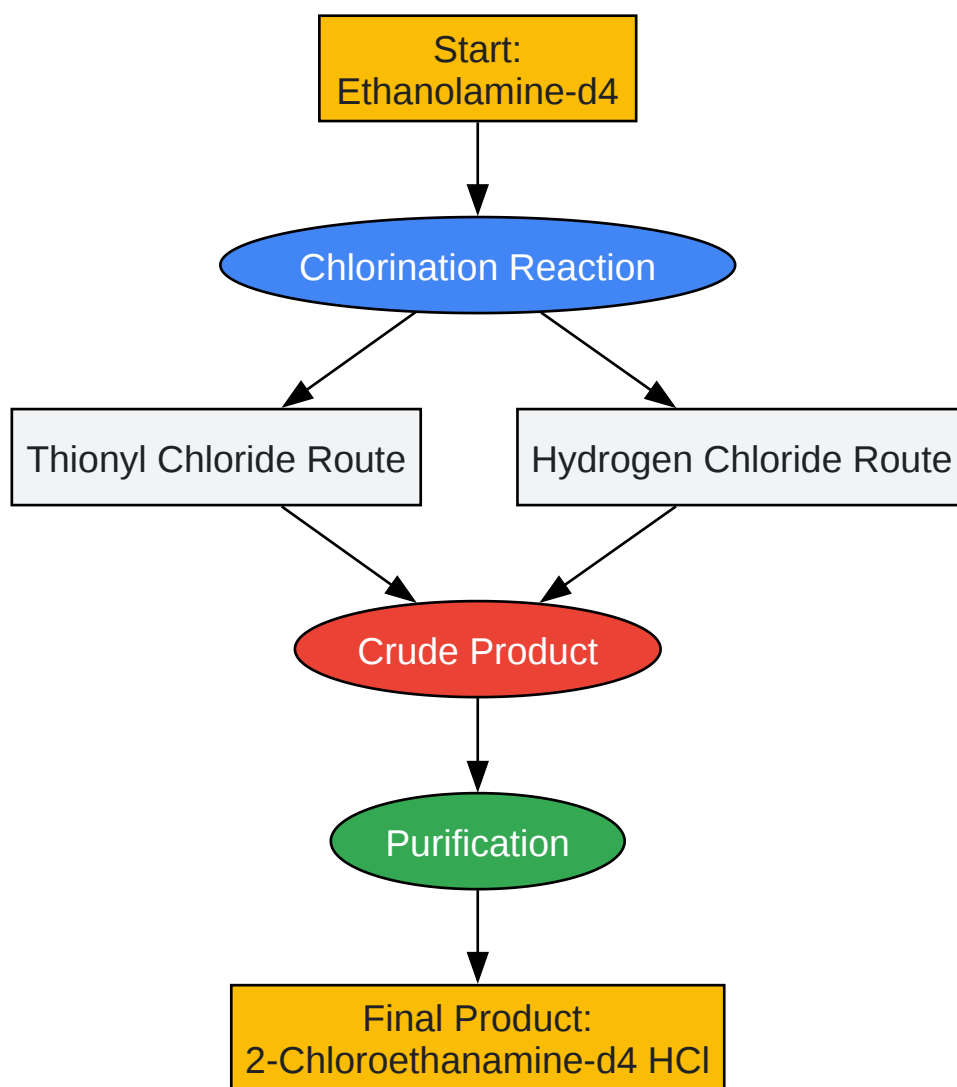 Start:
Ethanolamine-d4
Chlorination Reaction
Thionyl Chloride Route
Hydrogen Chloride Route
Crude Product
Purification
Final Product:
2-Chloroethanamine-d4 HCl